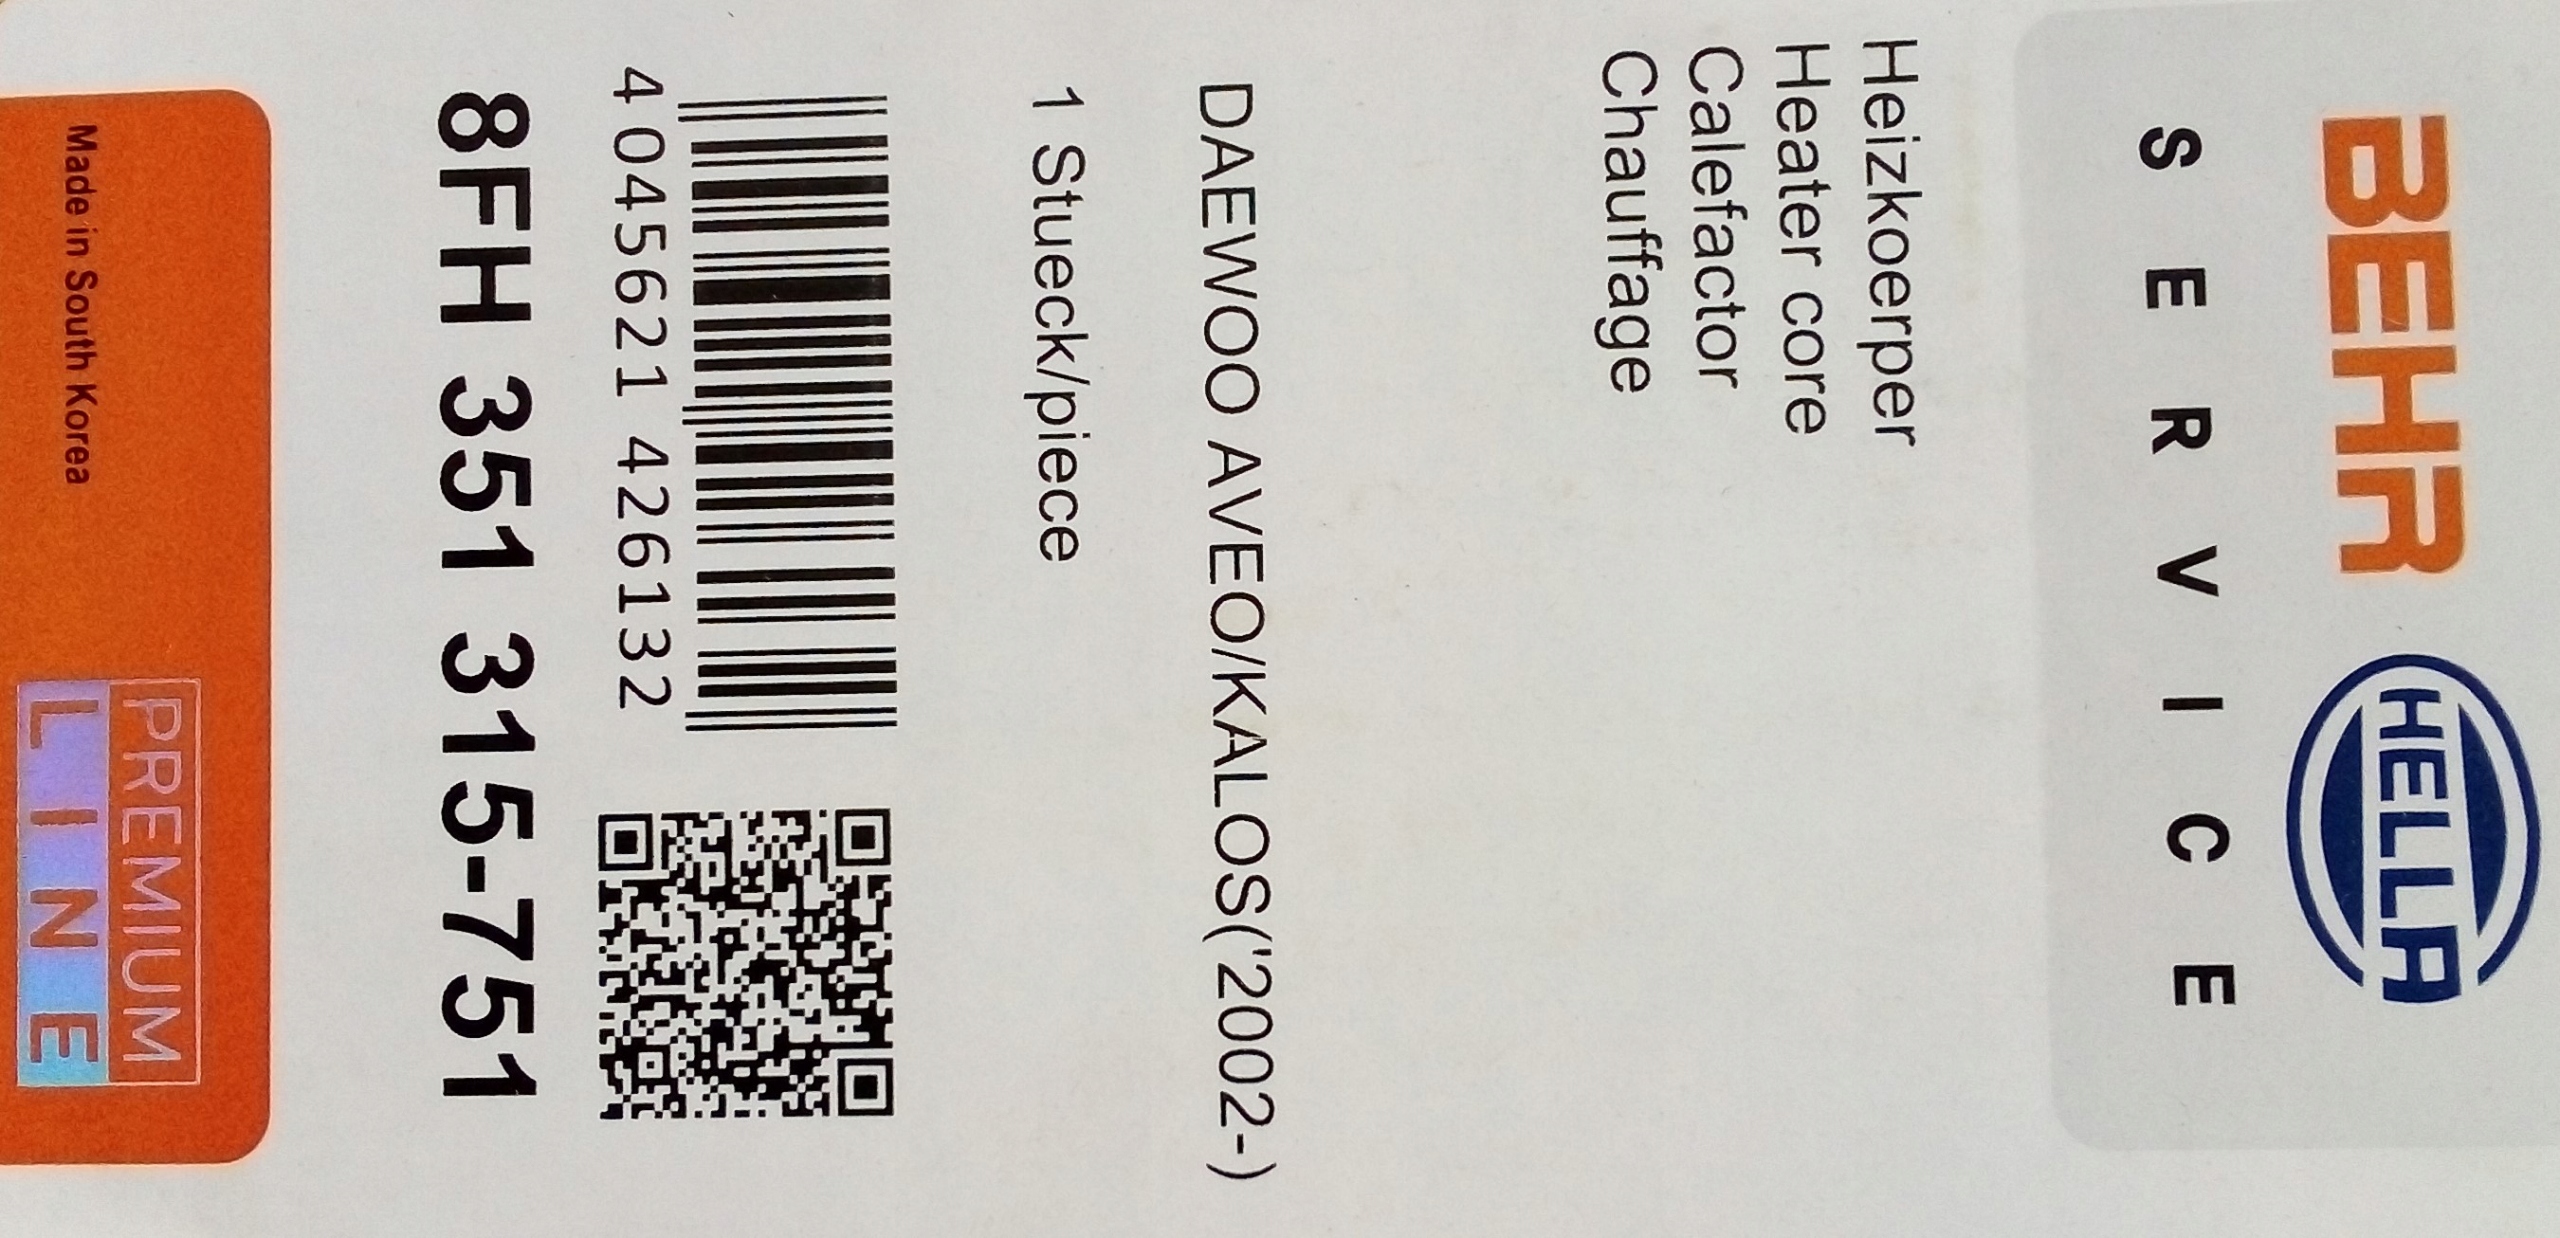 BEHR HELLA
SERVICE
Heizkoerper
Heater core
Calefactor
Chauffage
DAEWOO AVEO/KALOS('2002-)
1 Stueck/piece
4 045621 426132
8FH 351 315-751
Made in South Korea
PREMIUM
LINE